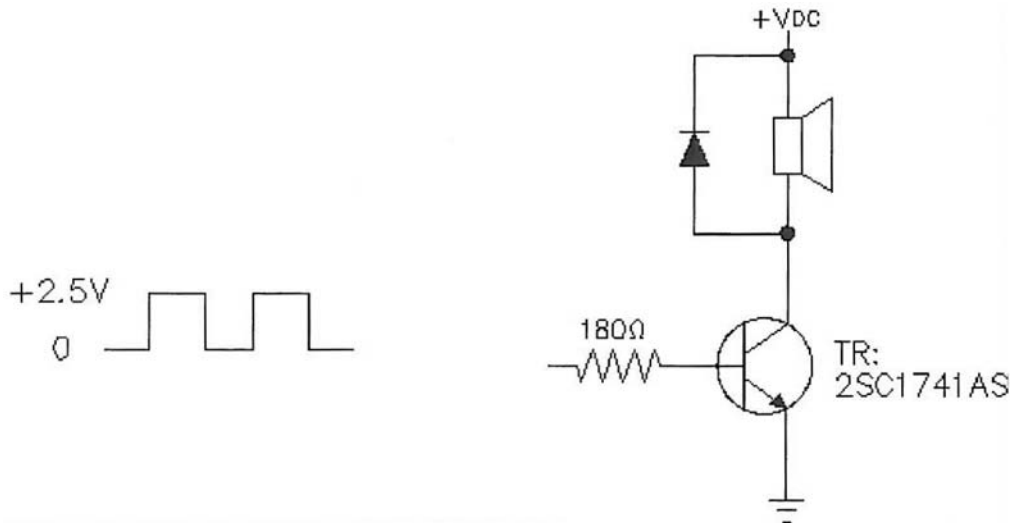 +VDC
+2.5V
0
180Ω
TR:
2SC1741AS